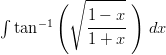 ∫ tan⁻¹ ( √((1 − x)/(1 + x)) ) dx